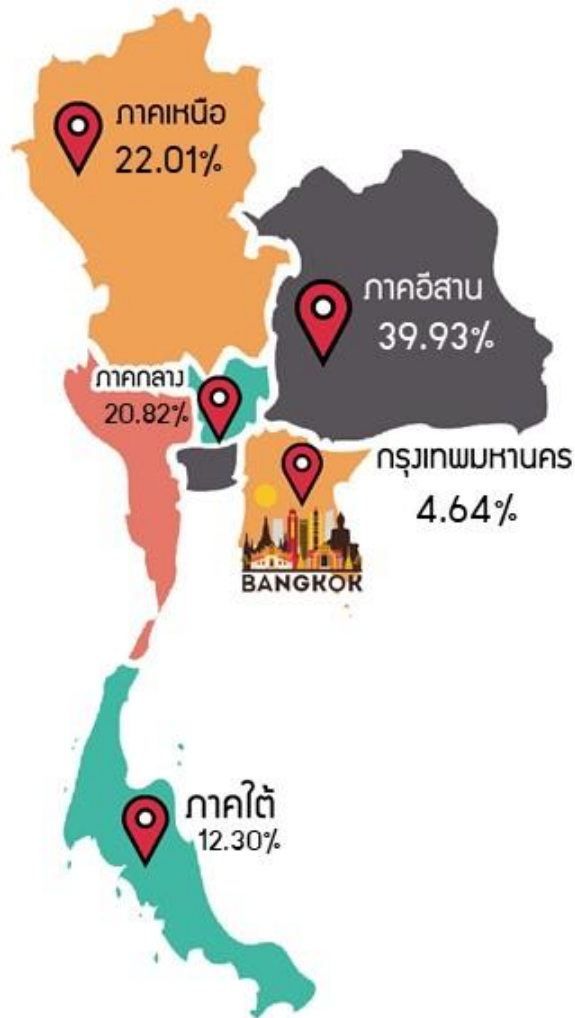 ภาคเหนือ
22.01%
ภาคอีสาน
39.93%
ภาคกลาง
20.82%
กรุงเทพมหานคร
4.64%
BANGKOK
ภาคใต้
12.30%